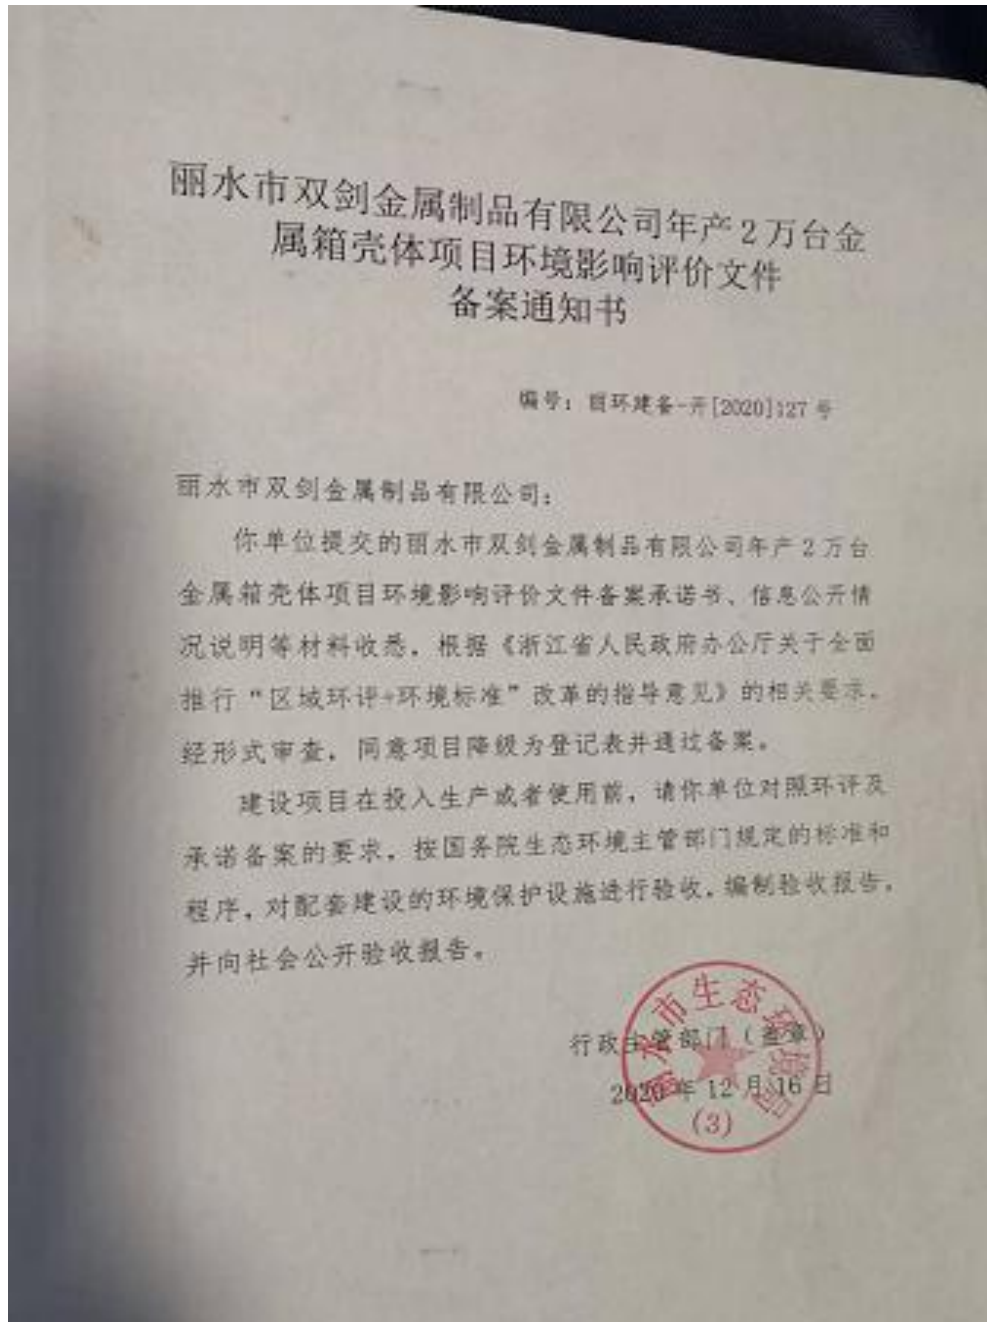 丽水市双剑金属制品有限公司年产2万台金
属箱壳体项目环境影响评价文件
备案通知书
编号：丽环建备-开[2020]127号
丽水市双剑金属制品有限公司：
你单位提交的丽水市双剑金属制品有限公司年产2万台
金属箱壳体项目环境影响评价文件备案承诺书、信息公开情
况说明等材料收悉。根据《浙江省人民政府办公厅关于全面
推行“区域环评+环境标准”改革的指导意见》的相关要求，
经形式审查，同意项目降级为登记表并通过备案。
建设项目在投入生产或者使用前，请你单位对照环评及
承诺备案的要求，按国务院生态环境主管部门规定的标准和
程序，对配套建设的环境保护设施进行验收，编制验收报告，
并向社会公开验收报告。
行政主管部门（盖章）
2020年12月16日
丽水市生态环境局
(3)